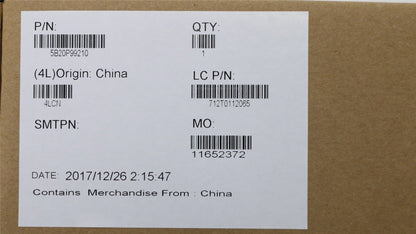 P/N: QTY:
5B20P99210 1
(4L)Origin: China LC P/N:
4LCN 712T0112065
SMTPN: MO:
11652372
DATE: 2017/12/26 2:15:47
Contains Merchandise From : China